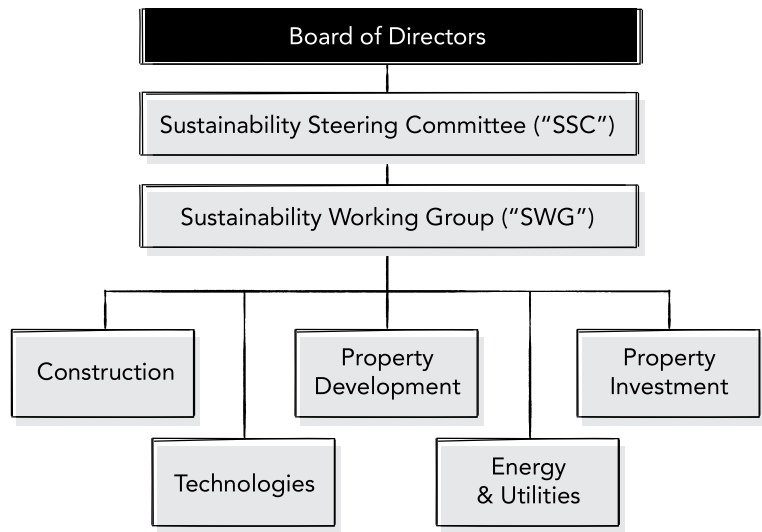 Board of Directors
Sustainability Steering Committee (“SSC”)
Sustainability Working Group (“SWG”)
Construction
Property
Development
Property
Investment
Technologies
Energy
& Utilities